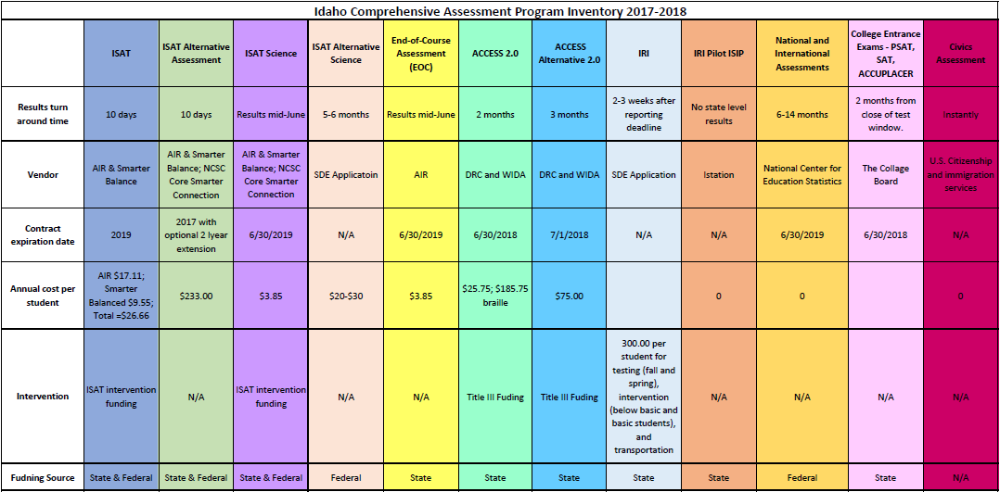 Idaho Comprehensive Assessment Program Inventory 2017-2018
ISAT
ISAT Alternative
Assessment
ISAT Science
ISAT Alternative
Science
End-of-Course
Assessment
(EOC)
ACCESS 2.0
ACCESS
Alternative 2.0
IRI
IRI Pilot ISIP
National and
International
Assessments
College Entrance
Exams - PSAT,
SAT,
ACCUPLACER
Civics
Assessment
Results turn
around time
10 days
10 days
Results mid-June
5-6 months
Results mid-June
2 months
3 months
2-3 weeks after
reporting
deadline
No state level
results
6-14 months
2 months from
close of test
window.
Instantly
Vendor
AIR & Smarter
Balance
AIR & Smarter
Balance; NCSC
Core Smarter
Connection
AIR & Smarter
Balance; NCSC
Core Smarter
Connection
SDE Applicatoin
AIR
DRC and WIDA
DRC and WIDA
SDE Application
Istation
National Center for
Education Statistics
The Collage
Board
U.S. Citizenship
and immigration
services
Contract
expiration date
2019
2017 with
optional 2 lyear
extension
6/30/2019
N/A
6/30/2019
6/30/2018
7/1/2018
N/A
N/A
6/30/2019
6/30/2018
N/A
Annual cost per
student
AIR $17.11;
Smarter
Balanced $9.55;
Total =$26.66
$233.00
$3.85
$20-$30
$3.85
$25.75; $185.75
braille
$75.00
0
0
0
Intervention
ISAT intervention
funding
N/A
ISAT intervention
funding
N/A
N/A
Title III Fuding
Title III Fuding
300.00 per
student for
testing (fall and
spring),
intervention
(below basic and
basic students),
and
transportation
N/A
N/A
N/A
N/A
Fudning Source
State & Federal
State & Federal
State & Federal
Federal
State
State
State
State
State
Federal
State
N/A